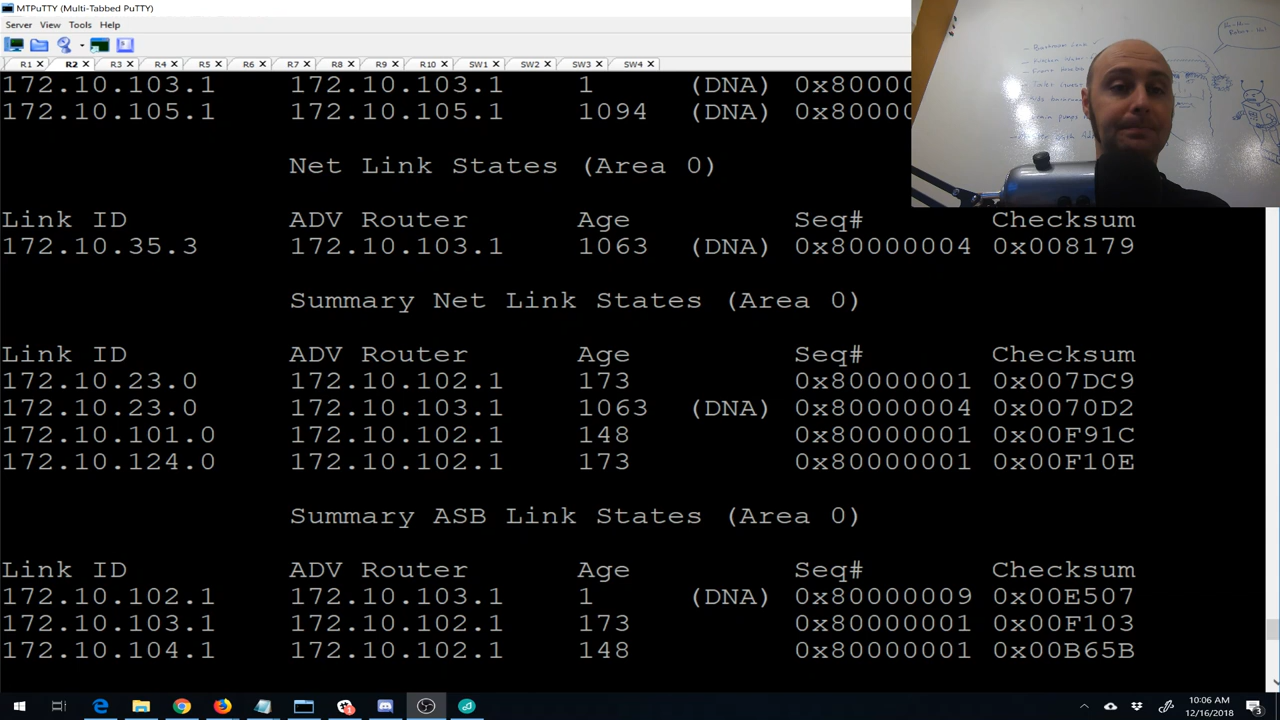 MTPuTTY (Multi-Tabbed PuTTY)
Server View Tools Help
R1 R2 R3 R4 R5 R6 R7 R8 R9 R10 SW1 SW2 SW3 SW4
172.10.103.1 172.10.103.1 1 (DNA) 0x80000
172.10.105.1 172.10.105.1 1094 (DNA) 0x80000
Net Link States (Area 0)
Link ID ADV Router Age Seq# Checksum
172.10.35.3 172.10.103.1 1063 (DNA) 0x80000004 0x008179
Summary Net Link States (Area 0)
Link ID ADV Router Age Seq# Checksum
172.10.23.0 172.10.102.1 173 0x80000001 0x007DC9
172.10.23.0 172.10.103.1 1063 (DNA) 0x80000004 0x0070D2
172.10.101.0 172.10.102.1 148 0x80000001 0x00F91C
172.10.124.0 172.10.102.1 173 0x80000001 0x00F10E
Summary ASB Link States (Area 0)
Link ID ADV Router Age Seq# Checksum
172.10.102.1 172.10.103.1 1 (DNA) 0x80000009 0x00E507
172.10.103.1 172.10.102.1 173 0x80000001 0x00F103
172.10.104.1 172.10.102.1 148 0x80000001 0x00B65B
10:06 AM
12/16/2018
3